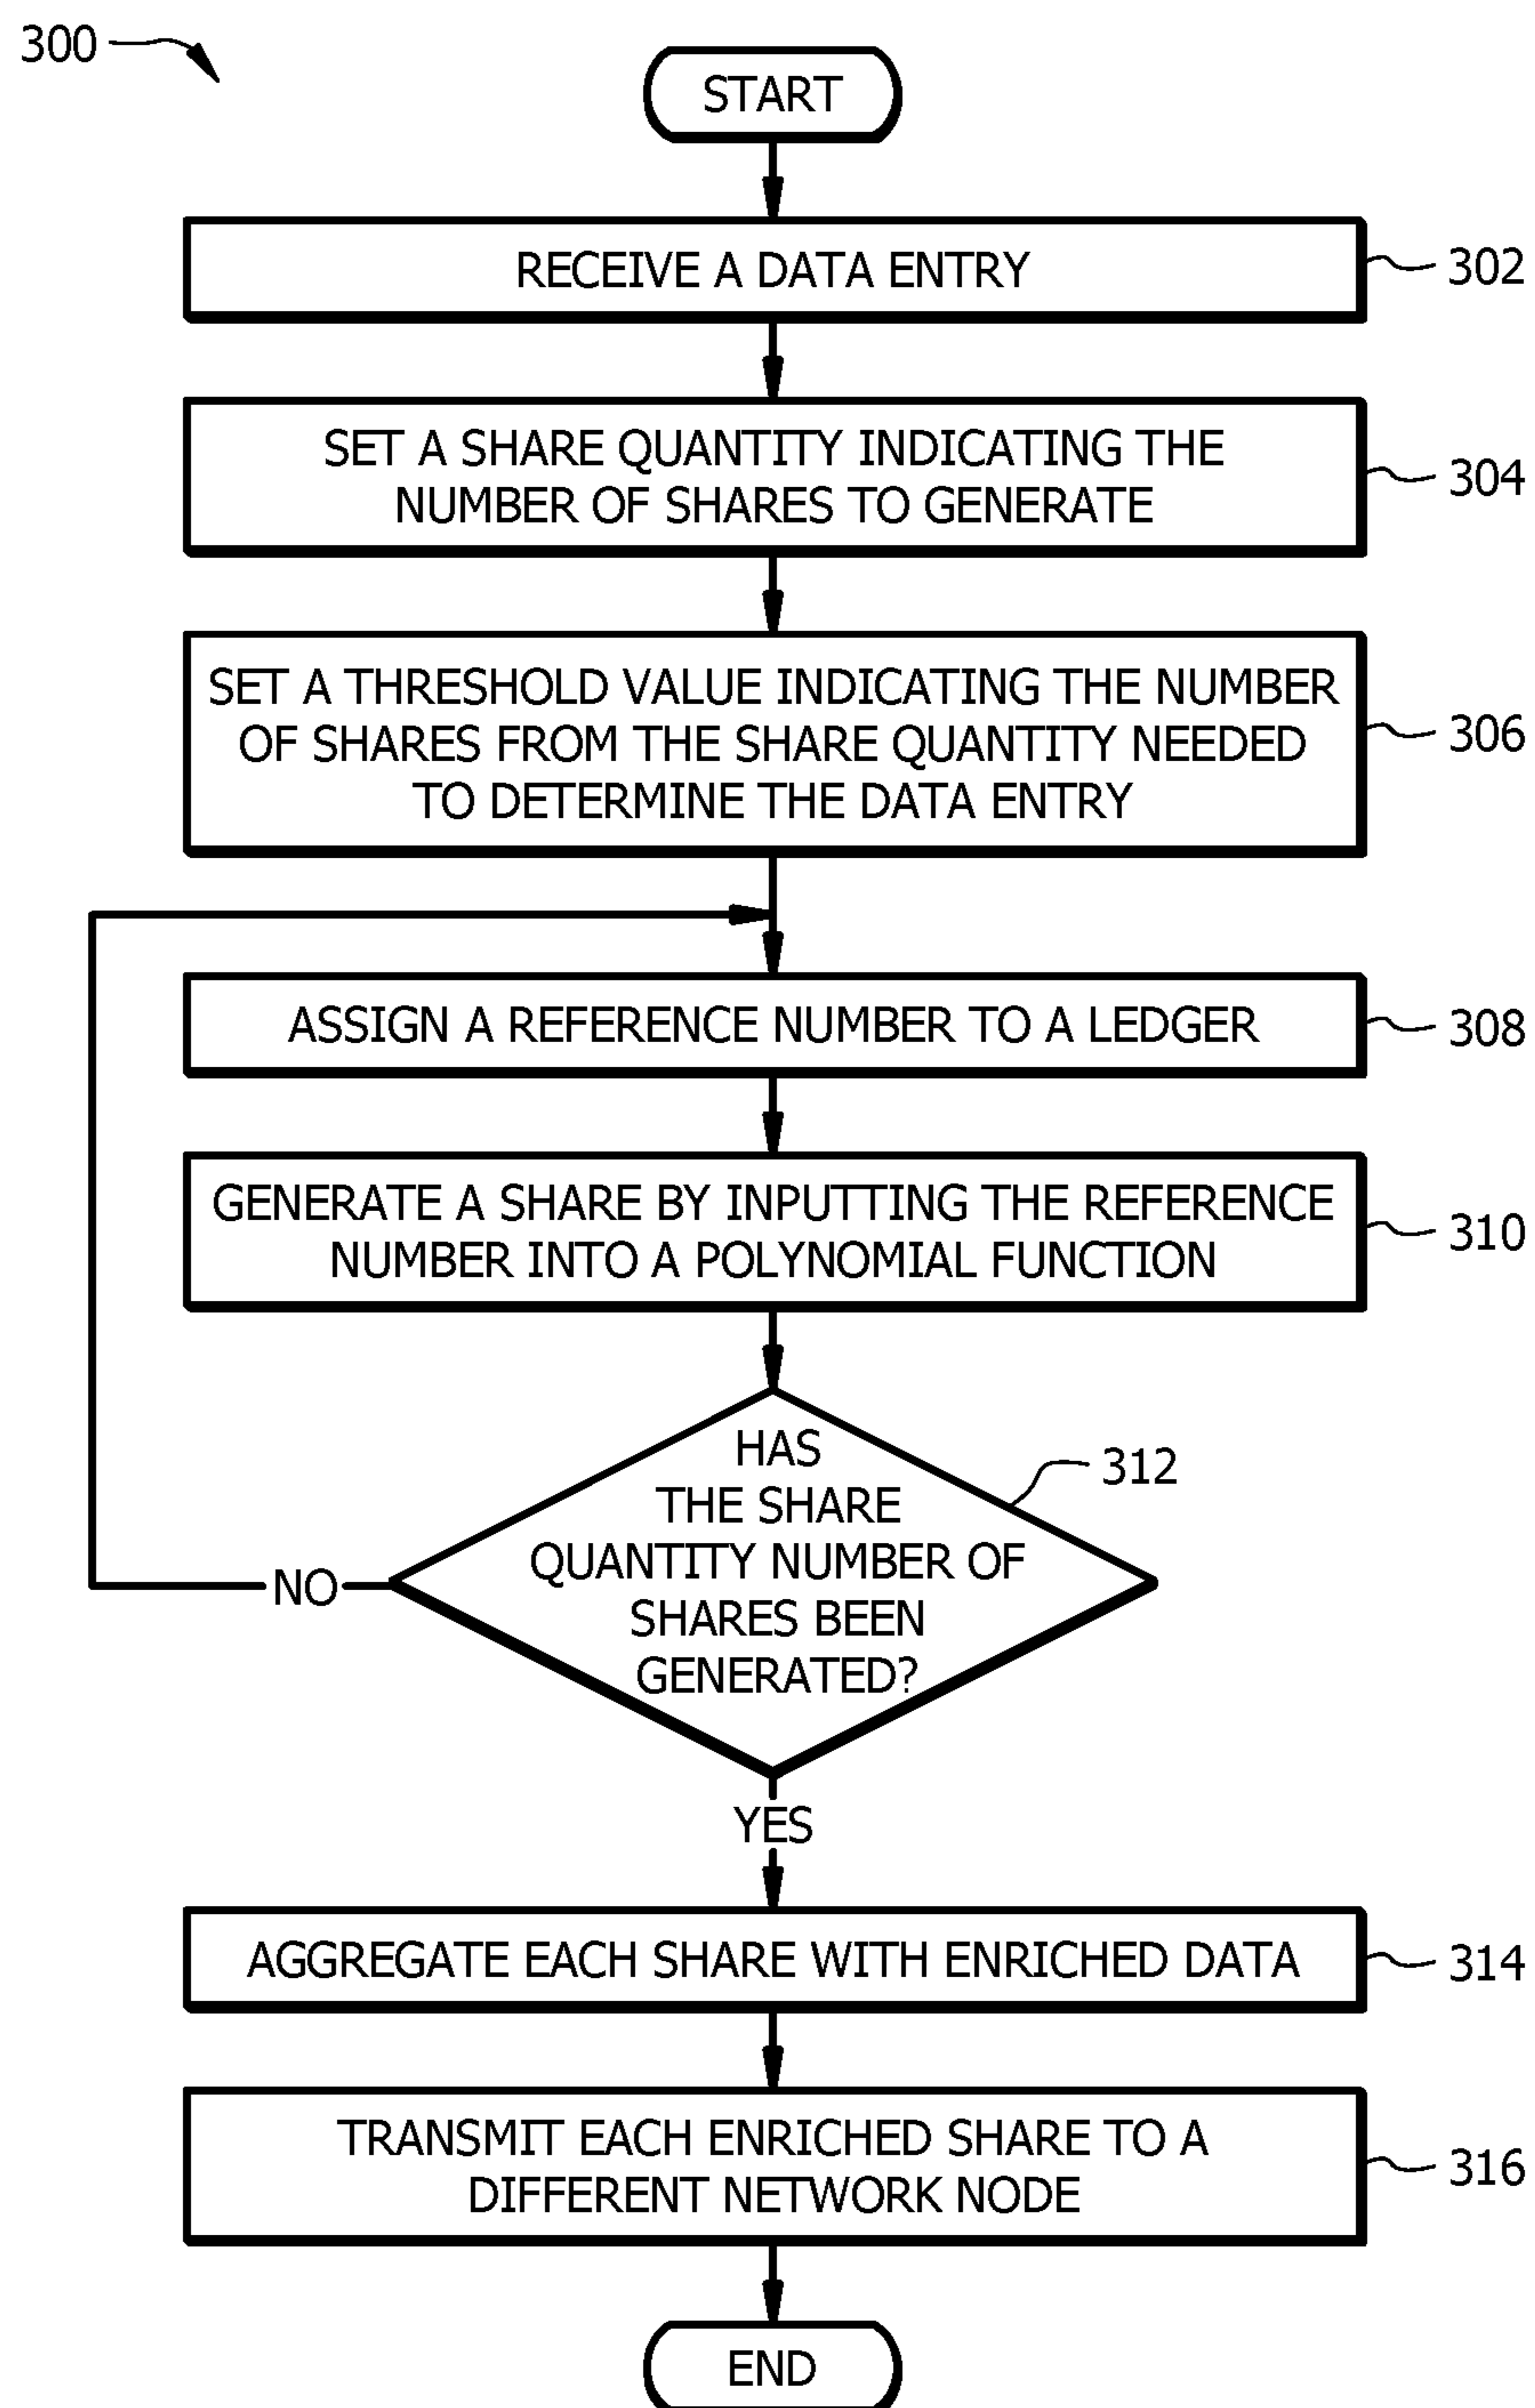 300
START
RECEIVE A DATA ENTRY
302
SET A SHARE QUANTITY INDICATING THE
NUMBER OF SHARES TO GENERATE
304
SET A THRESHOLD VALUE INDICATING THE NUMBER
OF SHARES FROM THE SHARE QUANTITY NEEDED
TO DETERMINE THE DATA ENTRY
306
ASSIGN A REFERENCE NUMBER TO A LEDGER
308
GENERATE A SHARE BY INPUTTING THE REFERENCE
NUMBER INTO A POLYNOMIAL FUNCTION
310
HAS
THE SHARE
QUANTITY NUMBER OF
SHARES BEEN
GENERATED?
312
NO
YES
AGGREGATE EACH SHARE WITH ENRICHED DATA
314
TRANSMIT EACH ENRICHED SHARE TO A
DIFFERENT NETWORK NODE
316
END